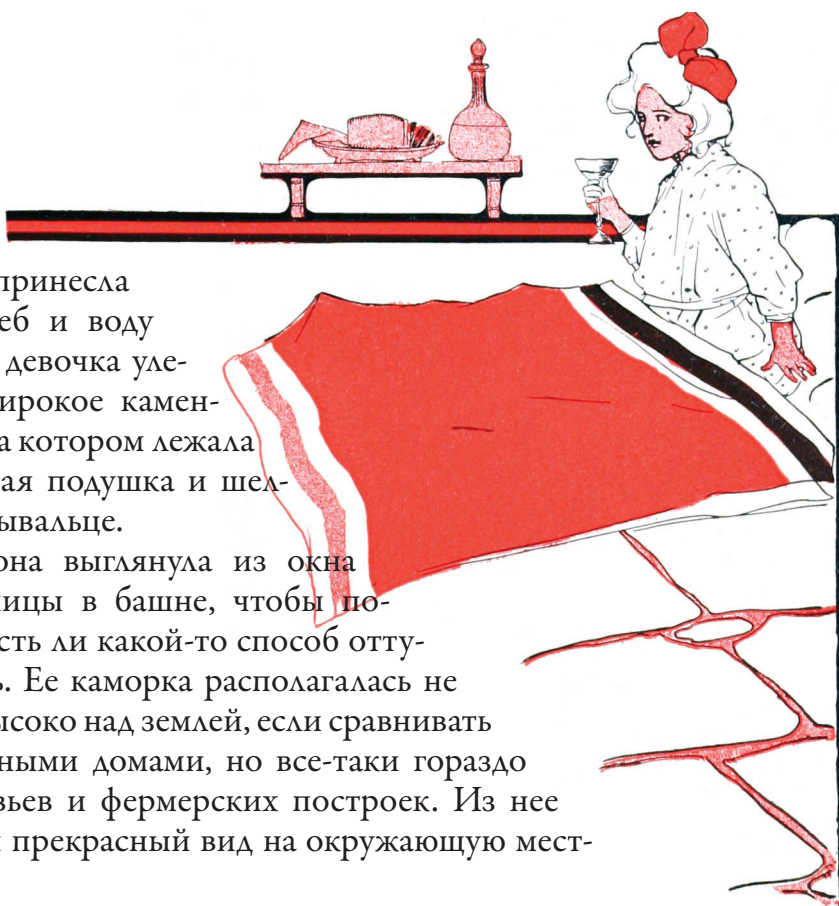 принесла
еб и воду
девочка уле-
ирокое камен-
а котором лежала
ая подушка и шел-
ывальце.
она выглянула из окна
ницы в башне, чтобы по-
сть ли какой-то способ отту-
ь. Ее каморка располагалась не
ысоко над землей, если сравнивать
ными домами, но все-таки гораздо
вьев и фермерских построек. Из нее
прекрасный вид на окружающую мест-